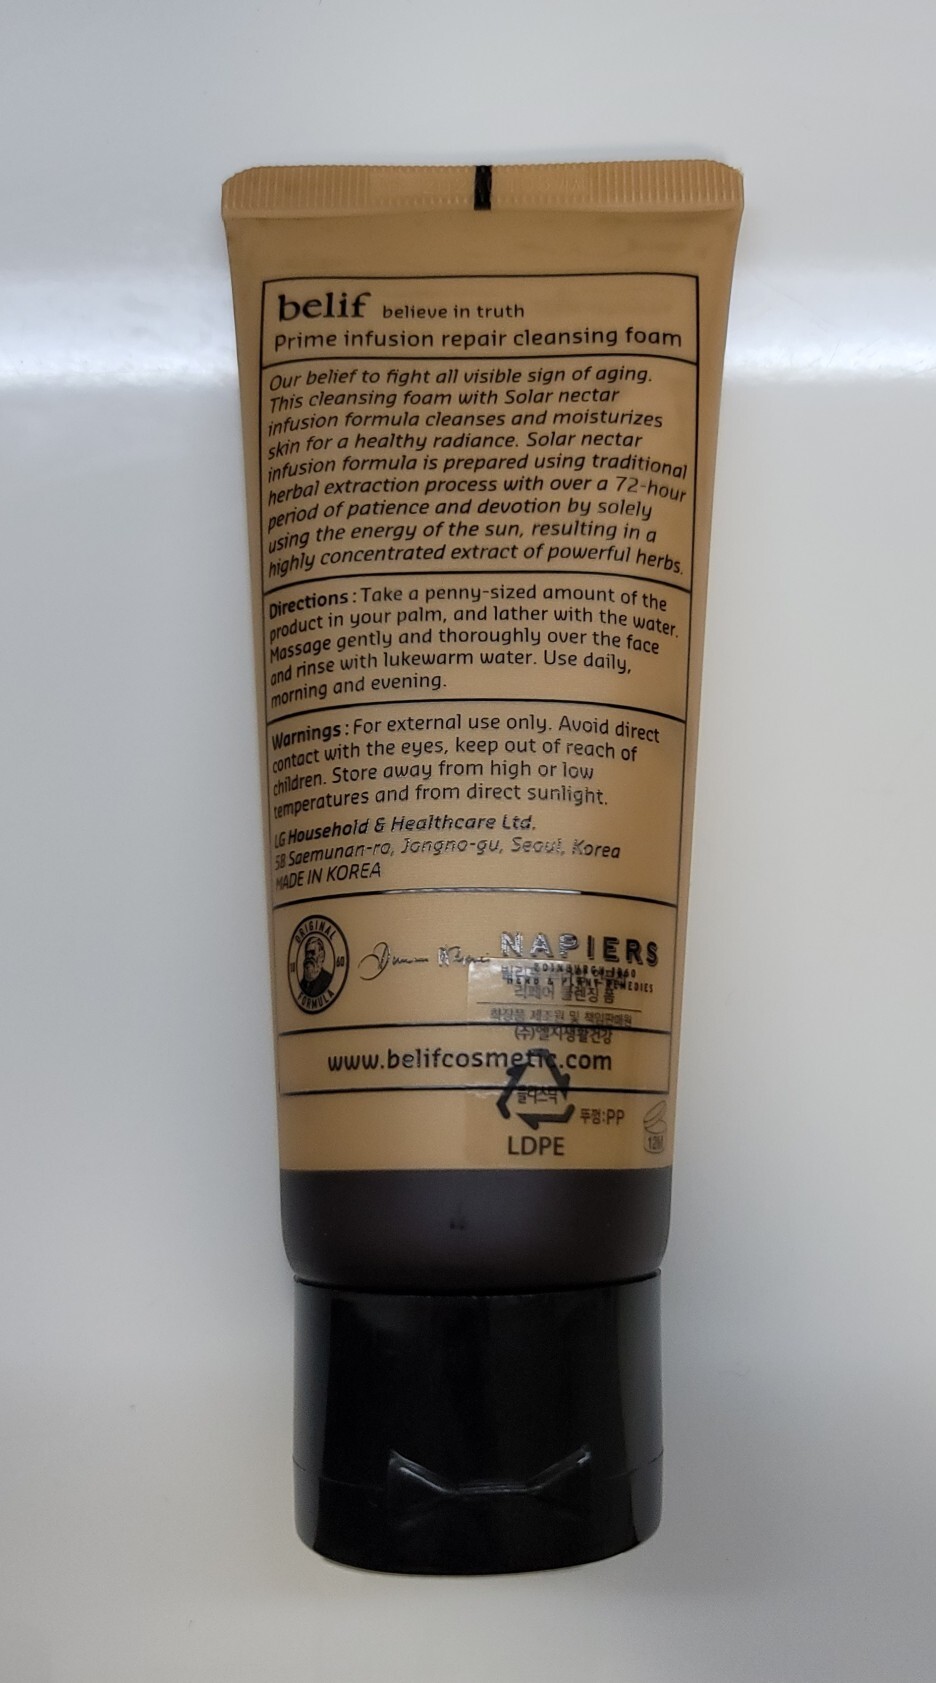 belif believe in truth
Prime infusion repair cleansing foam
Our belief to fight all visible sign of aging.
This cleansing foam with Solar nectar
infusion formula cleanses and moisturizes
skin for a healthy radiance. Solar nectar
infusion formula is prepared using traditional
herbal extraction process with over a 72-hour
period of patience and devotion by solely
using the energy of the sun, resulting in a
highly concentrated extract of powerful herbs.
Directions : Take a penny-sized amount of the
product in your palm, and lather with the water.
Massage gently and thoroughly over the face
and rinse with lukewarm water. Use daily,
morning and evening.
Warnings : For external use only. Avoid direct
contact with the eyes, keep out of reach of
children. Store away from high or low
temperatures and from direct sunlight.
LG Household & Healthcare Ltd.
58 Saemunan-ro, Jongno-gu, Seoul, Korea
MADE IN KOREA
ORIGINAL
18 60
FORMULA
NAPIERS
EDINBURGH 1860
HERB & PLANT REMEDIES
리페어 클렌징 폼
화장품 제조원 및 책임판매원
(주)엘지생활건강
www.belifcosmetic.com
플라스틱
뚜껑:PP
LDPE
12M